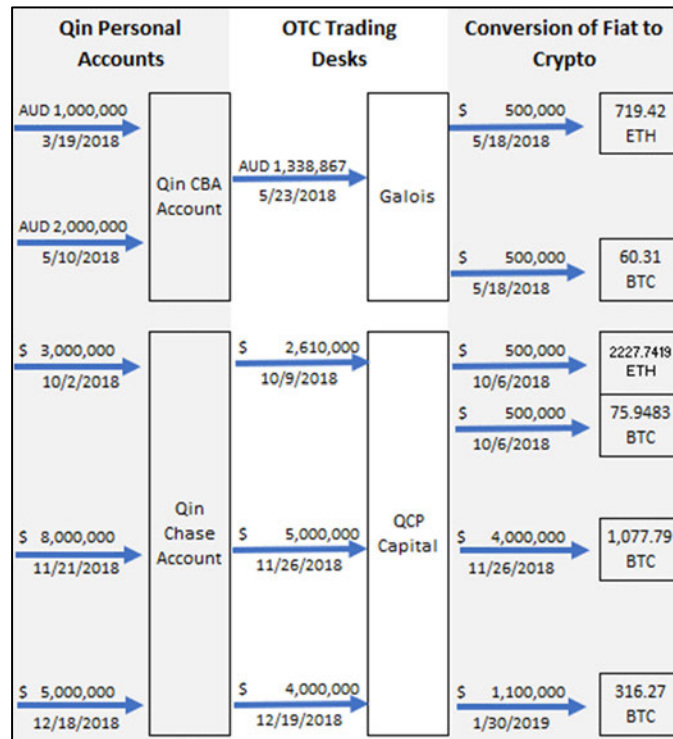 Qin Personal
Accounts
OTC Trading
Desks
Conversion of Fiat to
Crypto
AUD 1,000,000
3/19/2018
AUD 2,000,000
5/10/2018
Qin CBA
Account
AUD 1,338,867
5/23/2018
Galois
$ 500,000
5/18/2018
719.42
ETH
$ 500,000
5/18/2018
60.31
BTC
$ 3,000,000
10/2/2018
$ 8,000,000
11/21/2018
$ 5,000,000
12/18/2018
Qin
Chase
Account
$ 2,610,000
10/9/2018
$ 5,000,000
11/26/2018
$ 4,000,000
12/19/2018
QCP
Capital
$ 500,000
10/6/2018
2227.7419
ETH
$ 500,000
10/6/2018
75.9483
BTC
$ 4,000,000
11/26/2018
1,077.79
BTC
$ 1,100,000
1/30/2019
316.27
BTC